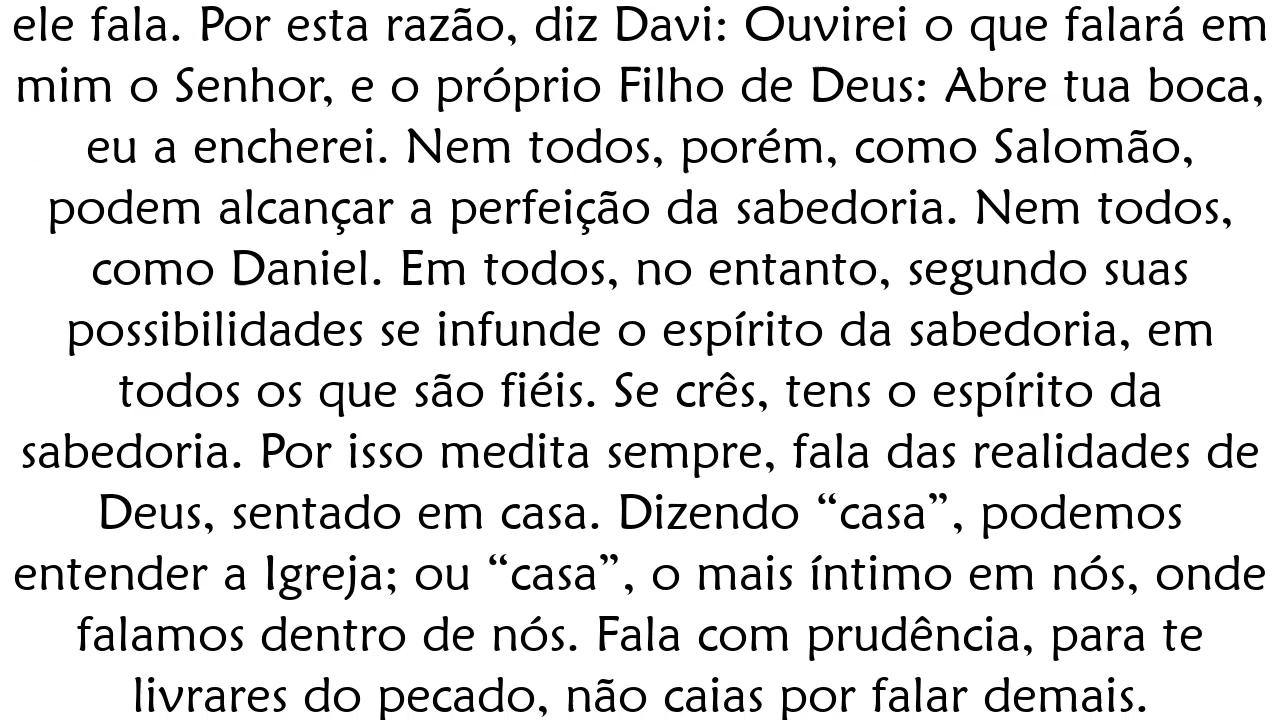 ele fala. Por esta razão, diz Davi: Ouvirei o que falará em
mim o Senhor, e o próprio Filho de Deus: Abre tua boca,
eu a encherei. Nem todos, porém, como Salomão,
podem alcançar a perfeição da sabedoria. Nem todos,
como Daniel. Em todos, no entanto, segundo suas
possibilidades se infunde o espírito da sabedoria, em
todos os que são fiéis. Se crês, tens o espírito da
sabedoria. Por isso medita sempre, fala das realidades de
Deus, sentado em casa. Dizendo “casa”, podemos
entender a Igreja; ou “casa”, o mais íntimo em nós, onde
falamos dentro de nós. Fala com prudência, para te
livrares do pecado, não caias por falar demais.